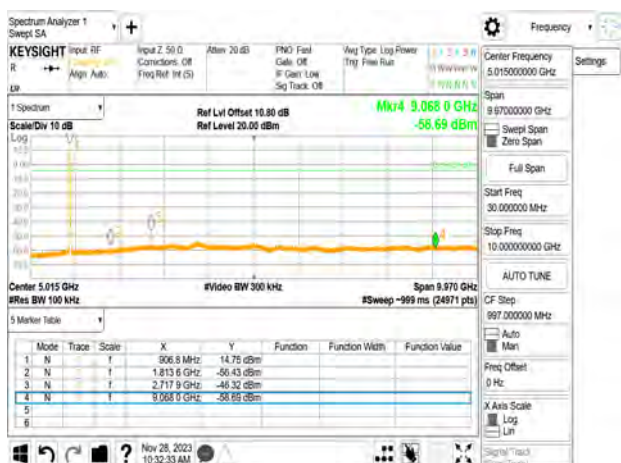 Spectrum Analyzer 1
Swept SA
+
Frequency
KEYSIGHT Input: RF
Input Z: 50 Ω
Atten: 20 dB
PNO: Fast
Avg Type: Log-Power
1 2 3 4 5 6
R
Corrections: Off
Gate: Off
Trig: Free Run
Align: Auto
Freq Ref: Int (S)
IF Gain: Low
Sig Track: Off
1 Spectrum
Ref Lvl Offset 10.80 dB
Mkr4 9.068 0 GHz
Scale/Div 10 dB
Ref Level 20.00 dBm
-58.69 dBm
Log
Center 5.015 GHz
#Video BW 300 kHz
Span 9.970 GHz
#Res BW 100 kHz
#Sweep ~999 ms (24971 pts)
5 Marker Table
Mode Trace Scale X Y Function Function Width Function Value
1 N f 906.8 MHz 14.75 dBm
2 N f 1.813 6 GHz -56.43 dBm
3 N f 2.717 9 GHz -46.32 dBm
4 N f 9.068 0 GHz -58.69 dBm
5
6
Nov 28, 2023
10:32:33 AM
Center Frequency
5.015000000 GHz
Settings
Span
9.97000000 GHz
Swept Span
Zero Span
Full Span
Start Freq
30.000000 MHz
Stop Freq
10.000000000 GHz
AUTO TUNE
CF Step
997.000000 MHz
Auto
Man
Freq Offset
0 Hz
X Axis Scale
Log
Lin
Signal Track